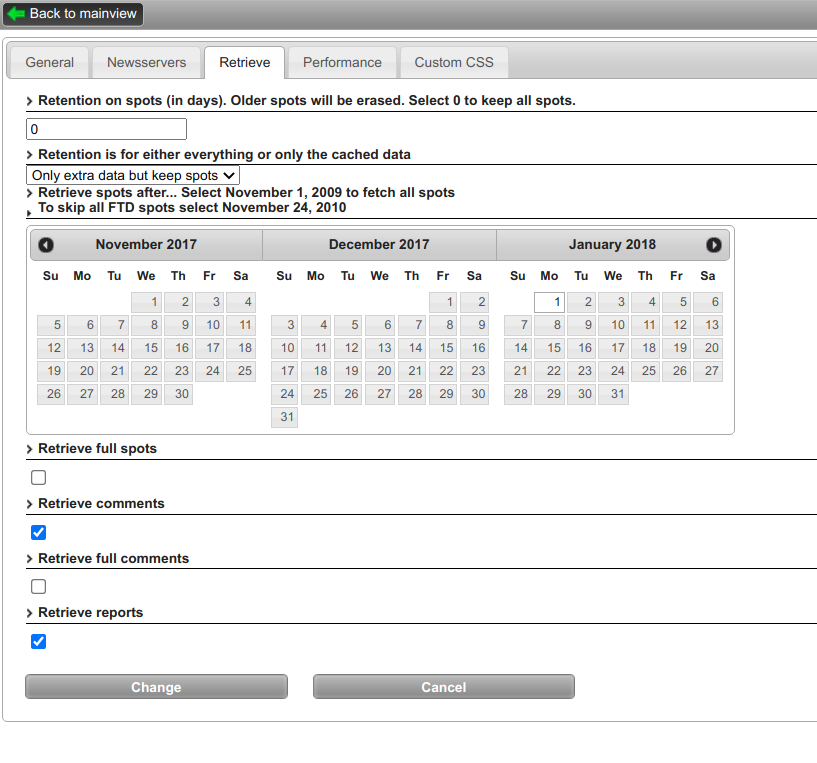 Back to mainview
General Newsservers Retrieve Performance Custom CSS
Retention on spots (in days). Older spots will be erased. Select 0 to keep all spots.
0
Retention is for either everything or only the cached data
Only extra data but keep spots
Retrieve spots after... Select November 1, 2009 to fetch all spots
To skip all FTD spots select November 24, 2010
November 2017 December 2017 January 2018
Su Mo Tu We Th Fr Sa Su Mo Tu We Th Fr Sa Su Mo Tu We Th Fr Sa
1 2 3 4 1 2 1 2 3 4 5 6
5 6 7 8 9 10 11 3 4 5 6 7 8 9 7 8 9 10 11 12 13
12 13 14 15 16 17 18 10 11 12 13 14 15 16 14 15 16 17 18 19 20
19 20 21 22 23 24 25 17 18 19 20 21 22 23 21 22 23 24 25 26 27
26 27 28 29 30 24 25 26 27 28 29 30 28 29 30 31
31
Retrieve full spots
Retrieve comments
Retrieve full comments
Retrieve reports
Change Cancel